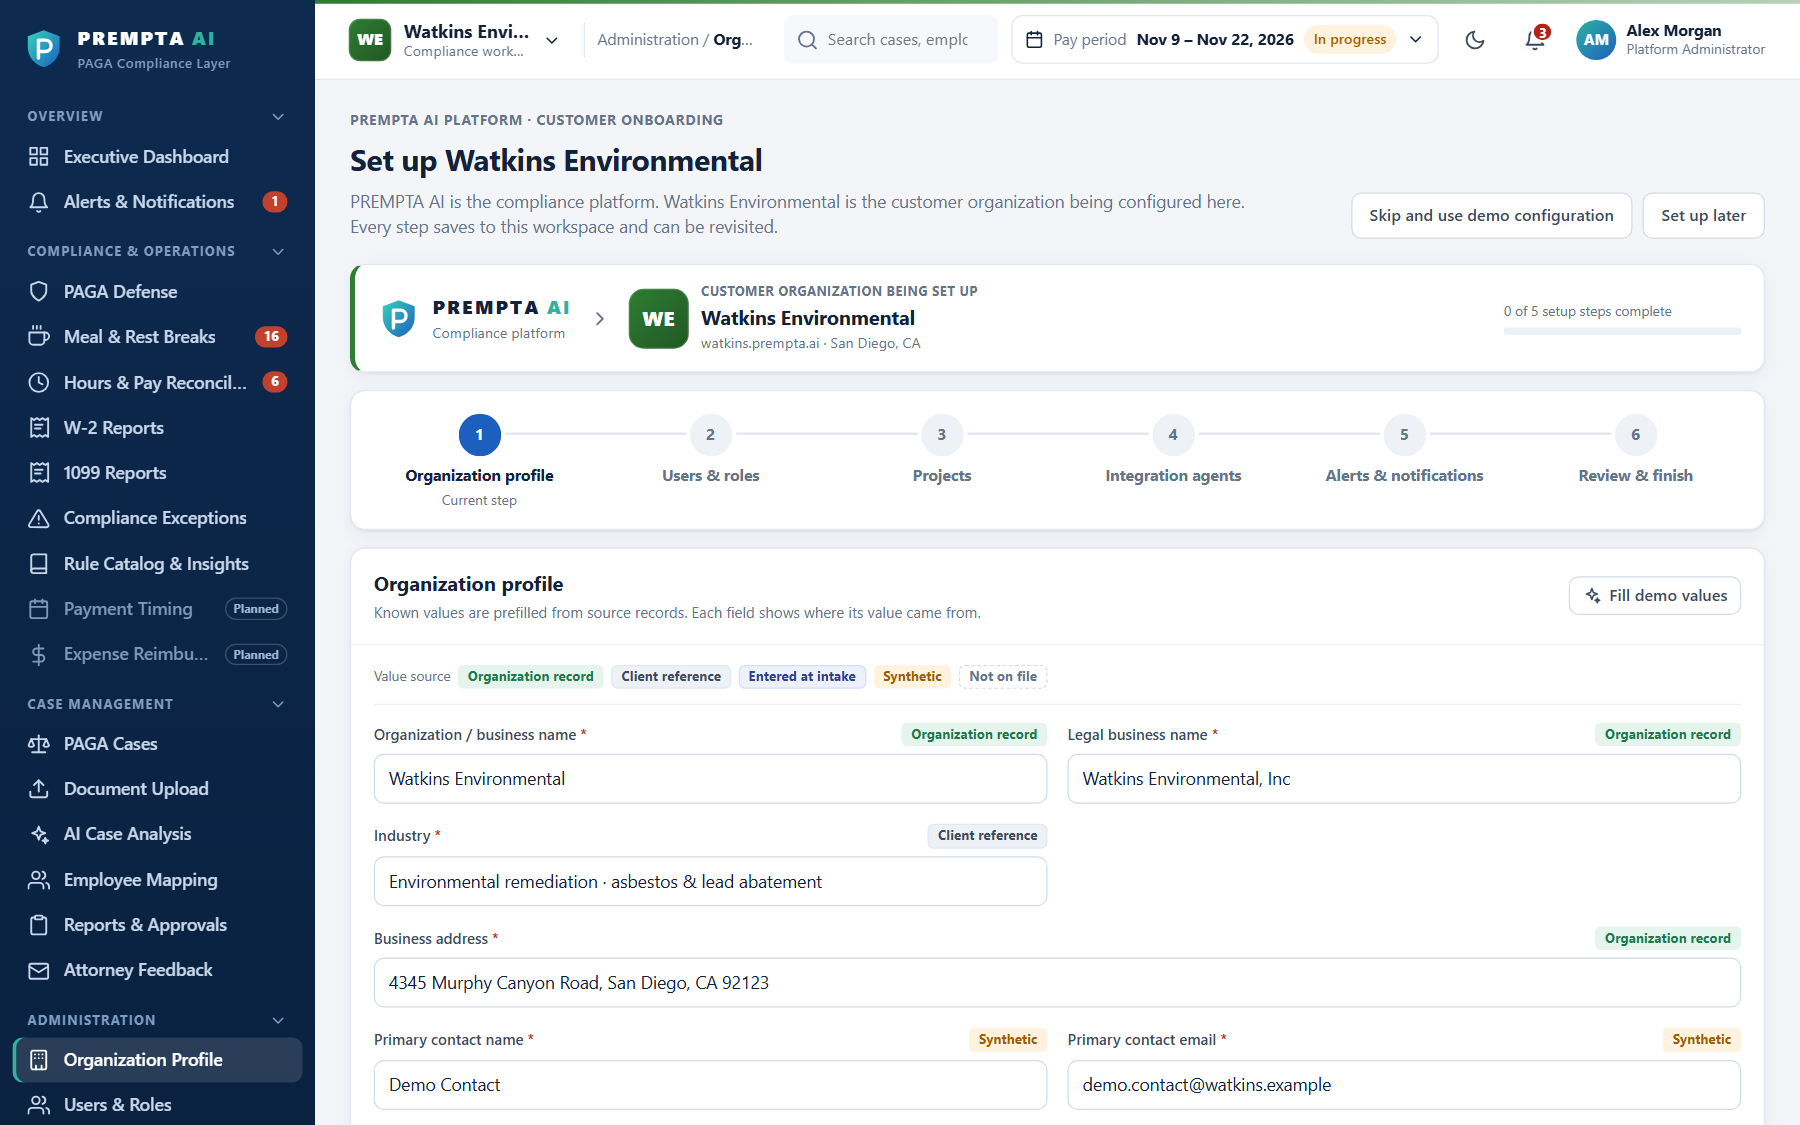 PREMPTA AI
PAGA Compliance Layer
OVERVIEW
Executive Dashboard
Alerts & Notifications 1
COMPLIANCE & OPERATIONS
PAGA Defense
Meal & Rest Breaks 16
Hours & Pay Reconcil... 6
W-2 Reports
1099 Reports
Compliance Exceptions
Rule Catalog & Insights
Payment Timing Planned
Expense Reimbu... Planned
CASE MANAGEMENT
PAGA Cases
Document Upload
AI Case Analysis
Employee Mapping
Reports & Approvals
Attorney Feedback
ADMINISTRATION
Organization Profile
Users & Roles
WE
Watkins Envi...
Compliance work...
Administration / Org...
Search cases, emplc
Pay period Nov 9 – Nov 22, 2026 In progress
3
AM
Alex Morgan
Platform Administrator
PREMPTA AI PLATFORM · CUSTOMER ONBOARDING
Set up Watkins Environmental
PREMPTA AI is the compliance platform. Watkins Environmental is the customer organization being configured here.
Every step saves to this workspace and can be revisited.
Skip and use demo configuration
Set up later
PREMPTA AI
Compliance platform
WE
CUSTOMER ORGANIZATION BEING SET UP
Watkins Environmental
watkins.prempta.ai · San Diego, CA
0 of 5 setup steps complete
1
Organization profile
Current step
2
Users & roles
3
Projects
4
Integration agents
5
Alerts & notifications
6
Review & finish
Organization profile
Known values are prefilled from source records. Each field shows where its value came from.
Fill demo values
Value source Organization record Client reference Entered at intake Synthetic Not on file
Organization / business name * Organization record
Watkins Environmental
Legal business name * Organization record
Watkins Environmental, Inc
Industry * Client reference
Environmental remediation · asbestos & lead abatement
Business address * Organization record
4345 Murphy Canyon Road, San Diego, CA 92123
Primary contact name * Synthetic
Demo Contact
Primary contact email * Synthetic
demo.contact@watkins.example